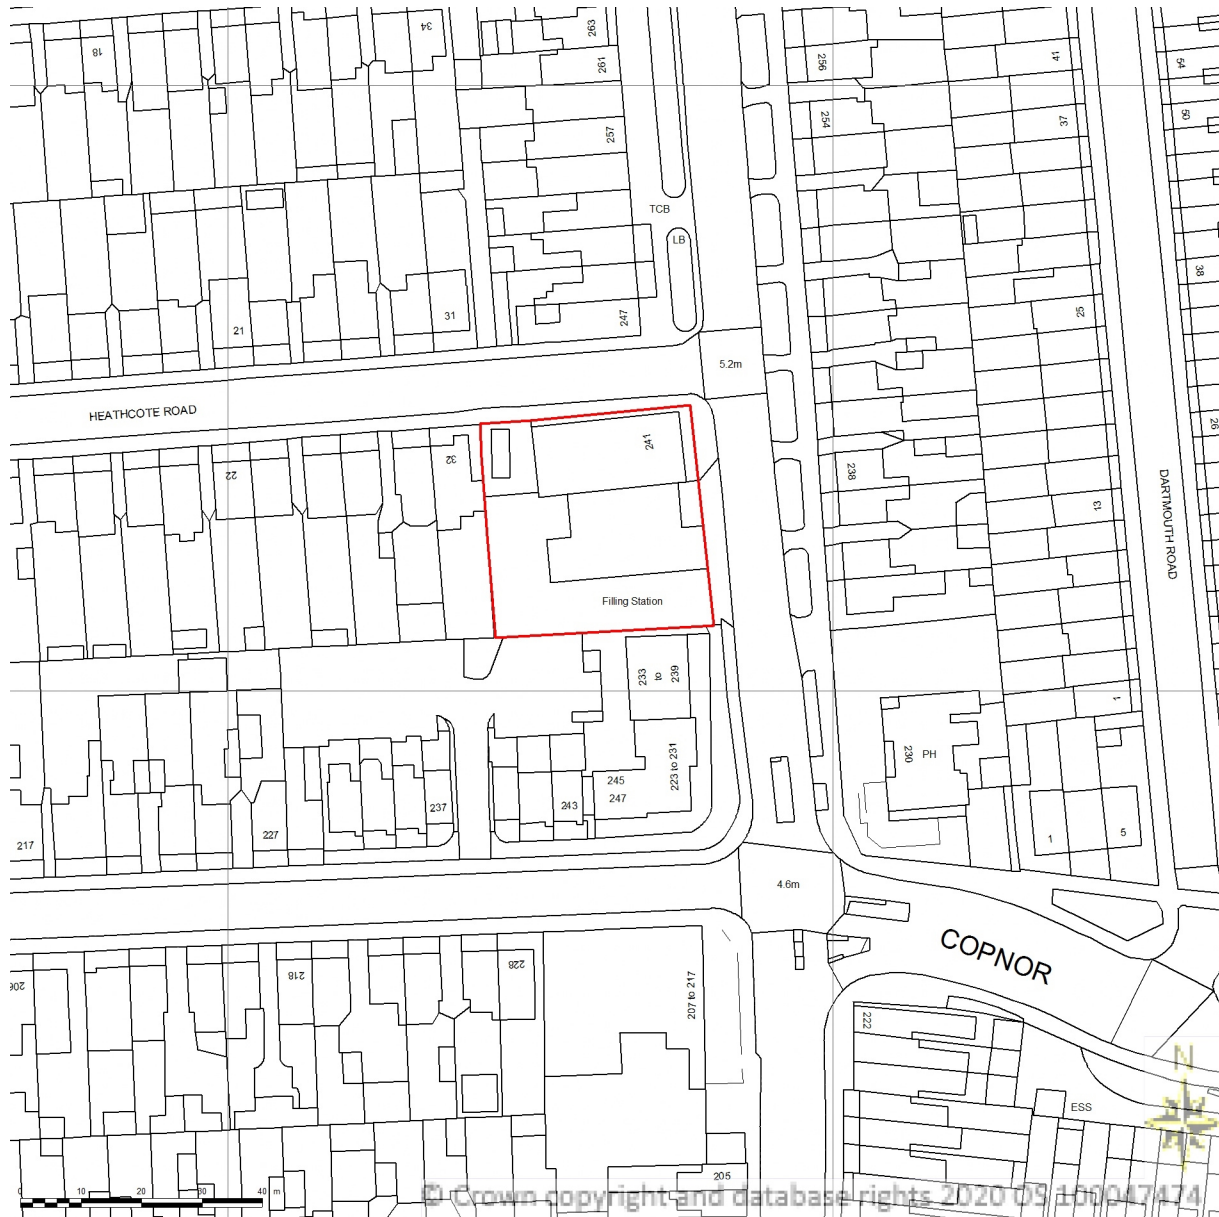 18
34
263
261
257
256
254
41
37
54
50
TCB
LB
21
31
247
5.2m
25
38
HEATHCOTE ROAD
241
22
32
238
13
26
DARTMOUTH ROAD
Filling Station
233
to
239
1
230
PH
223 to 231
245
247
237
243
217
227
1
5
4.6m
COPNOR
206
218
228
207 to 217
222
N
ESS
205
0 10 20 30 40 m
© Crown copyright and database rights 2020 OS 100047474